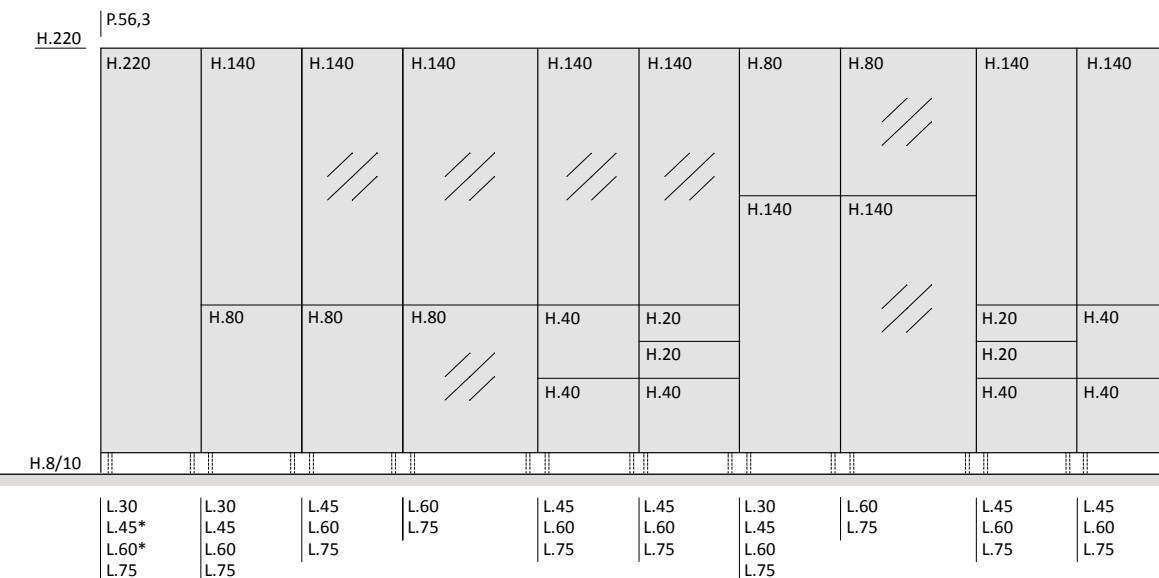 P.56,3
H.220
H.220 H.140 H.140 H.140 H.140 H.140 H.80 H.80 H.140 H.140
H.140 H.140
H.80 H.80 H.80 H.40 H.20 H.20 H.40
H.20 H.20
H.40 H.40 H.40 H.40
H.8/10
L.30 L.30 L.45 L.60 L.45 L.45 L.30 L.60 L.45 L.45
L.45* L.45 L.60 L.75 L.60 L.60 L.45 L.75 L.60 L.60
L.60* L.60 L.75 L.75 L.75 L.60 L.75 L.75
L.75 L.75 L.75